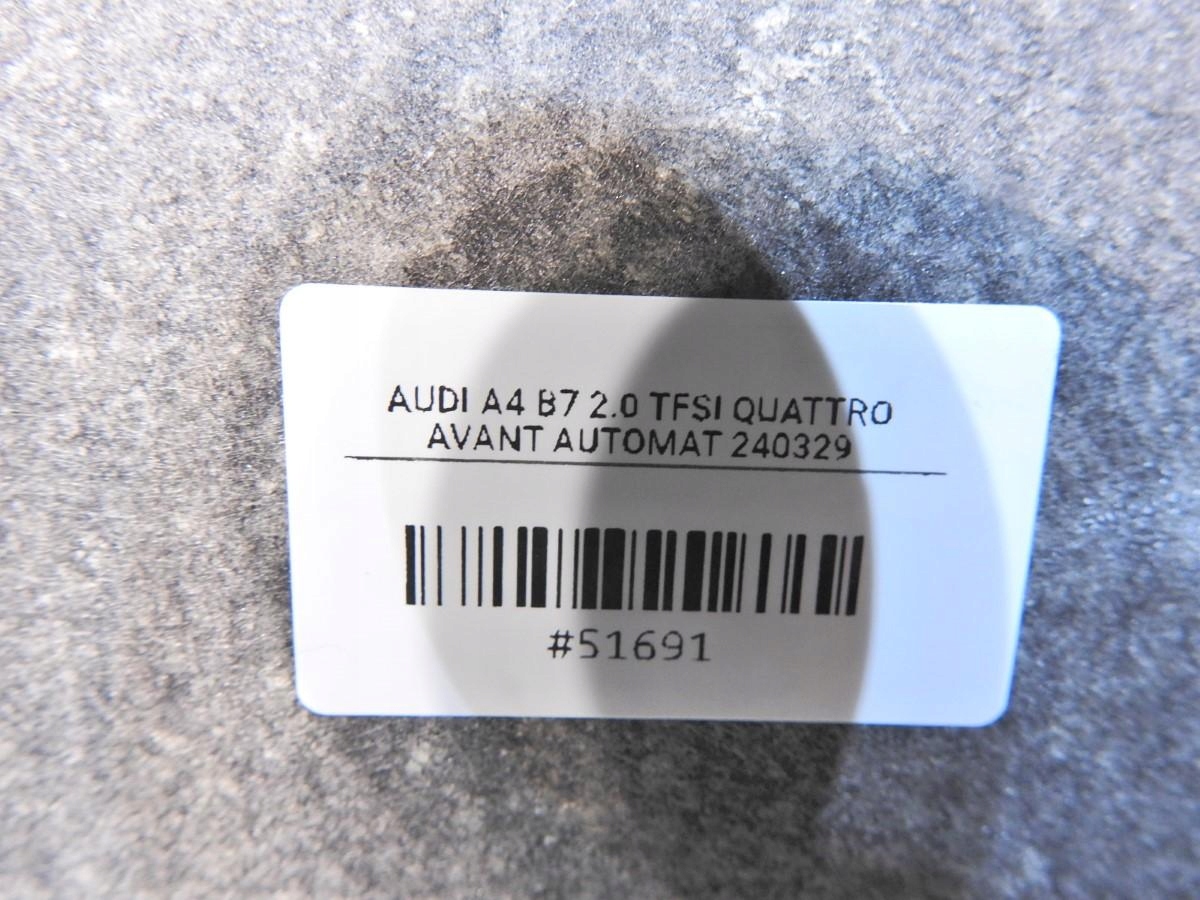 AUDI A4 B7 2.0 TFSI QUATTRO
AVANT AUTOMAT 240329
#51691